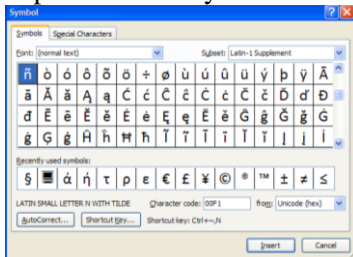 Symbol
Symbols Special Characters
Font: (normal text) Subset: Latin-1 Supplement
ñ ò ó ô õ ö ÷ ø ù ú û ü ý þ ÿ Ā
ā Ă ă Ą ą Ć ć Ĉ ĉ Ċ ċ Č č Ď ď Đ
đ Ē ē Ĕ ĕ Ė ė Ę ę Ě ě Ĝ ĝ Ğ ğ Ġ
ġ Ģ ģ Ĥ ĥ Ħ ħ Ĩ ĩ Ī ī Ĭ ĭ Į į İ
Recently used symbols:
§ ά ή τ ρ ε € £ ¥ © ® ™ ± ≠ ≤
LATIN SMALL LETTER N WITH TILDE Character code: 00F1 from: Unicode (hex)
AutoCorrect... Shortcut Key... Shortcut key: Ctrl+~,N
Insert Cancel